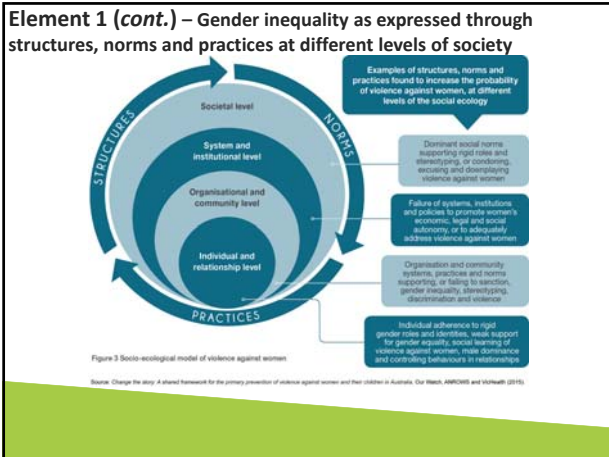 Element 1 (cont.) – Gender inequality as expressed through
structures, norms and practices at different levels of society
Examples of structures, norms and
practices found to increase the probability
of violence against women, at different
levels of the social ecology
STRUCTURES
NORMS
PRACTICES
Societal level
System and
institutional level
Organisational and
community level
Individual and
relationship level
Dominant social norms
supporting rigid roles and
stereotyping, or condoning,
excusing and downplaying
violence against women
Failure of systems, institutions
and policies to promote women's
economic, legal and social
autonomy, or to adequately
address violence against women
Organisation and community
systems, practices and norms
supporting, or failing to sanction,
gender inequality, stereotyping,
discrimination and violence
Individual adherence to rigid
gender roles and identities, weak support
for gender equality, social learning of
violence against women, male dominance
and controlling behaviours in relationships
Figure 3 Socio-ecological model of violence against women
Source: Change the story: A shared framework for the primary prevention of violence against women and their children in Australia. Our Watch, ANROWS and VicHealth (2015)